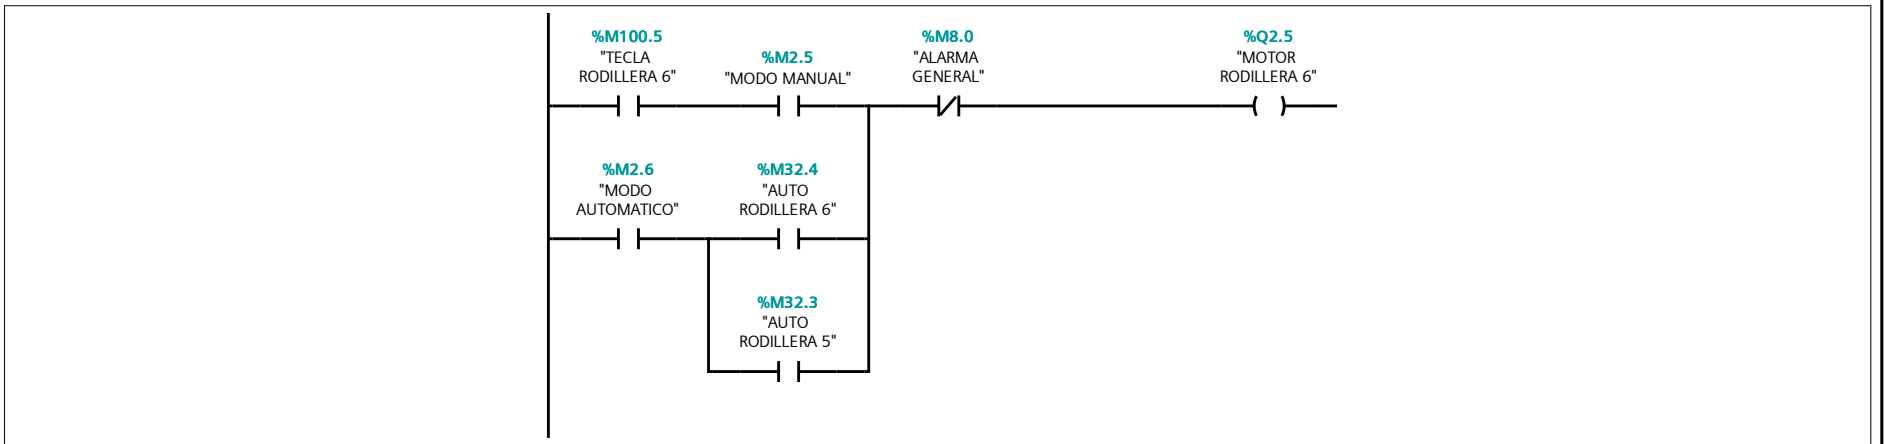 %M100.5
"TECLA
RODILLERA 6"
%M2.5
"MODO MANUAL"
%M8.0
"ALARMA
GENERAL"
%Q2.5
"MOTOR
RODILLERA 6"
%M2.6
"MODO
AUTOMATICO"
%M32.4
"AUTO
RODILLERA 6"
%M32.3
"AUTO
RODILLERA 5"